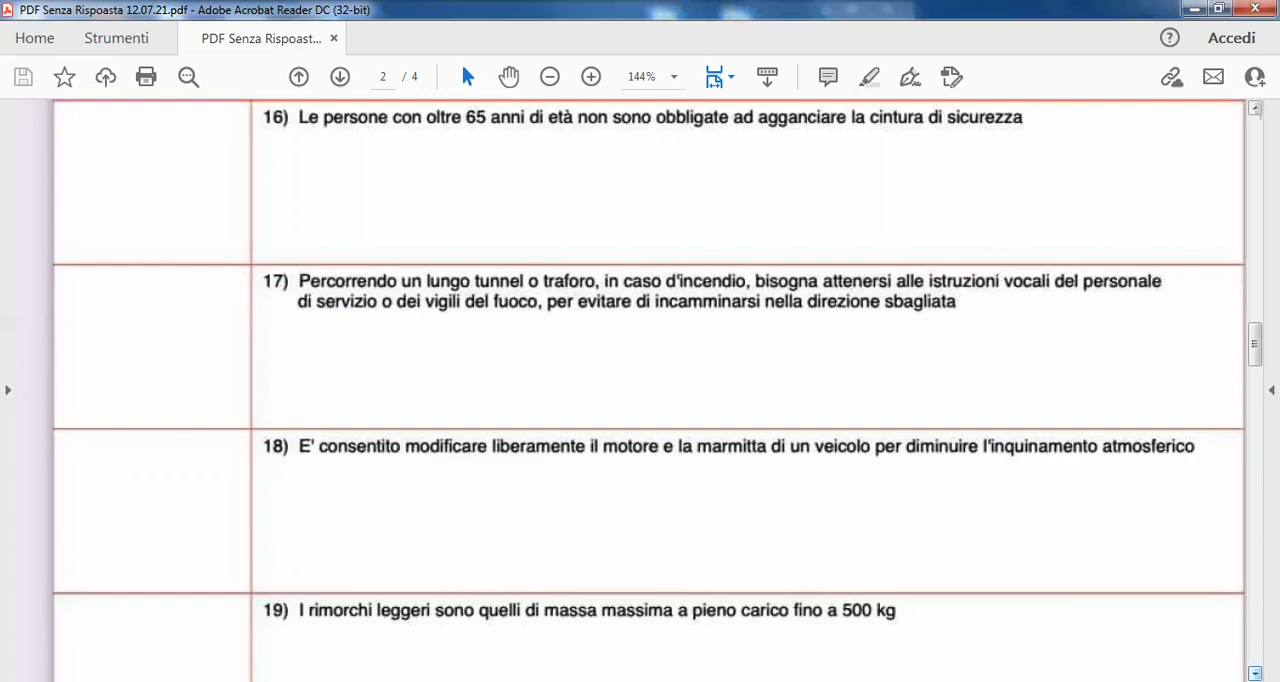 PDF Senza Rispoasta 12.07.21.pdf - Adobe Acrobat Reader DC (32-bit)
Home Strumenti PDF Senza Rispoast... × Accedi
2 / 4 144%
16) Le persone con oltre 65 anni di età non sono obbligate ad agganciare la cintura di sicurezza
17) Percorrendo un lungo tunnel o traforo, in caso d'incendio, bisogna attenersi alle istruzioni vocali del personale
di servizio o dei vigili del fuoco, per evitare di incamminarsi nella direzione sbagliata
18) E' consentito modificare liberamente il motore e la marmitta di un veicolo per diminuire l'inquinamento atmosferico
19) I rimorchi leggeri sono quelli di massa massima a pieno carico fino a 500 kg